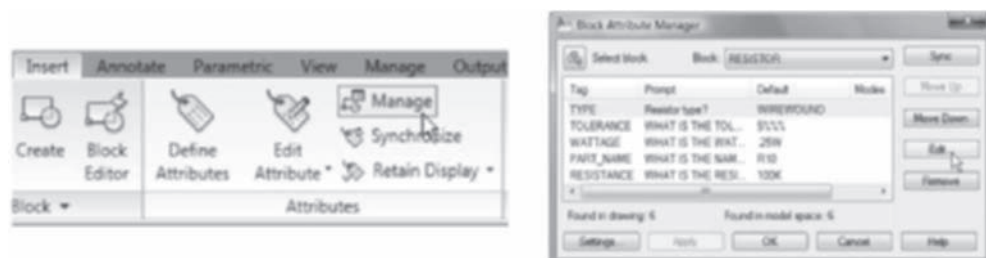 Insert Annotate Parametric View Manage Output
Create
Block Editor
Define Attributes
Edit Attribute
Manage
Synchronize
Retain Display
Block
Attributes
Block Attribute Manager
Select block Block: RESISTOR
Sync
Tag Prompt Default Modes
Move Up
TYPE Resistor type? WIREWOUND
TOLERANCE WHAT IS THE TOL... 5%%%
Move Down
WATTAGE WHAT IS THE WAT... .25W
Edit...
PART_NAME WHAT IS THE NAM... R10
RESISTANCE WHAT IS THE RESI... 100K
Remove
Found in drawing: 6 Found in model space: 6
Settings... Apply OK Cancel Help